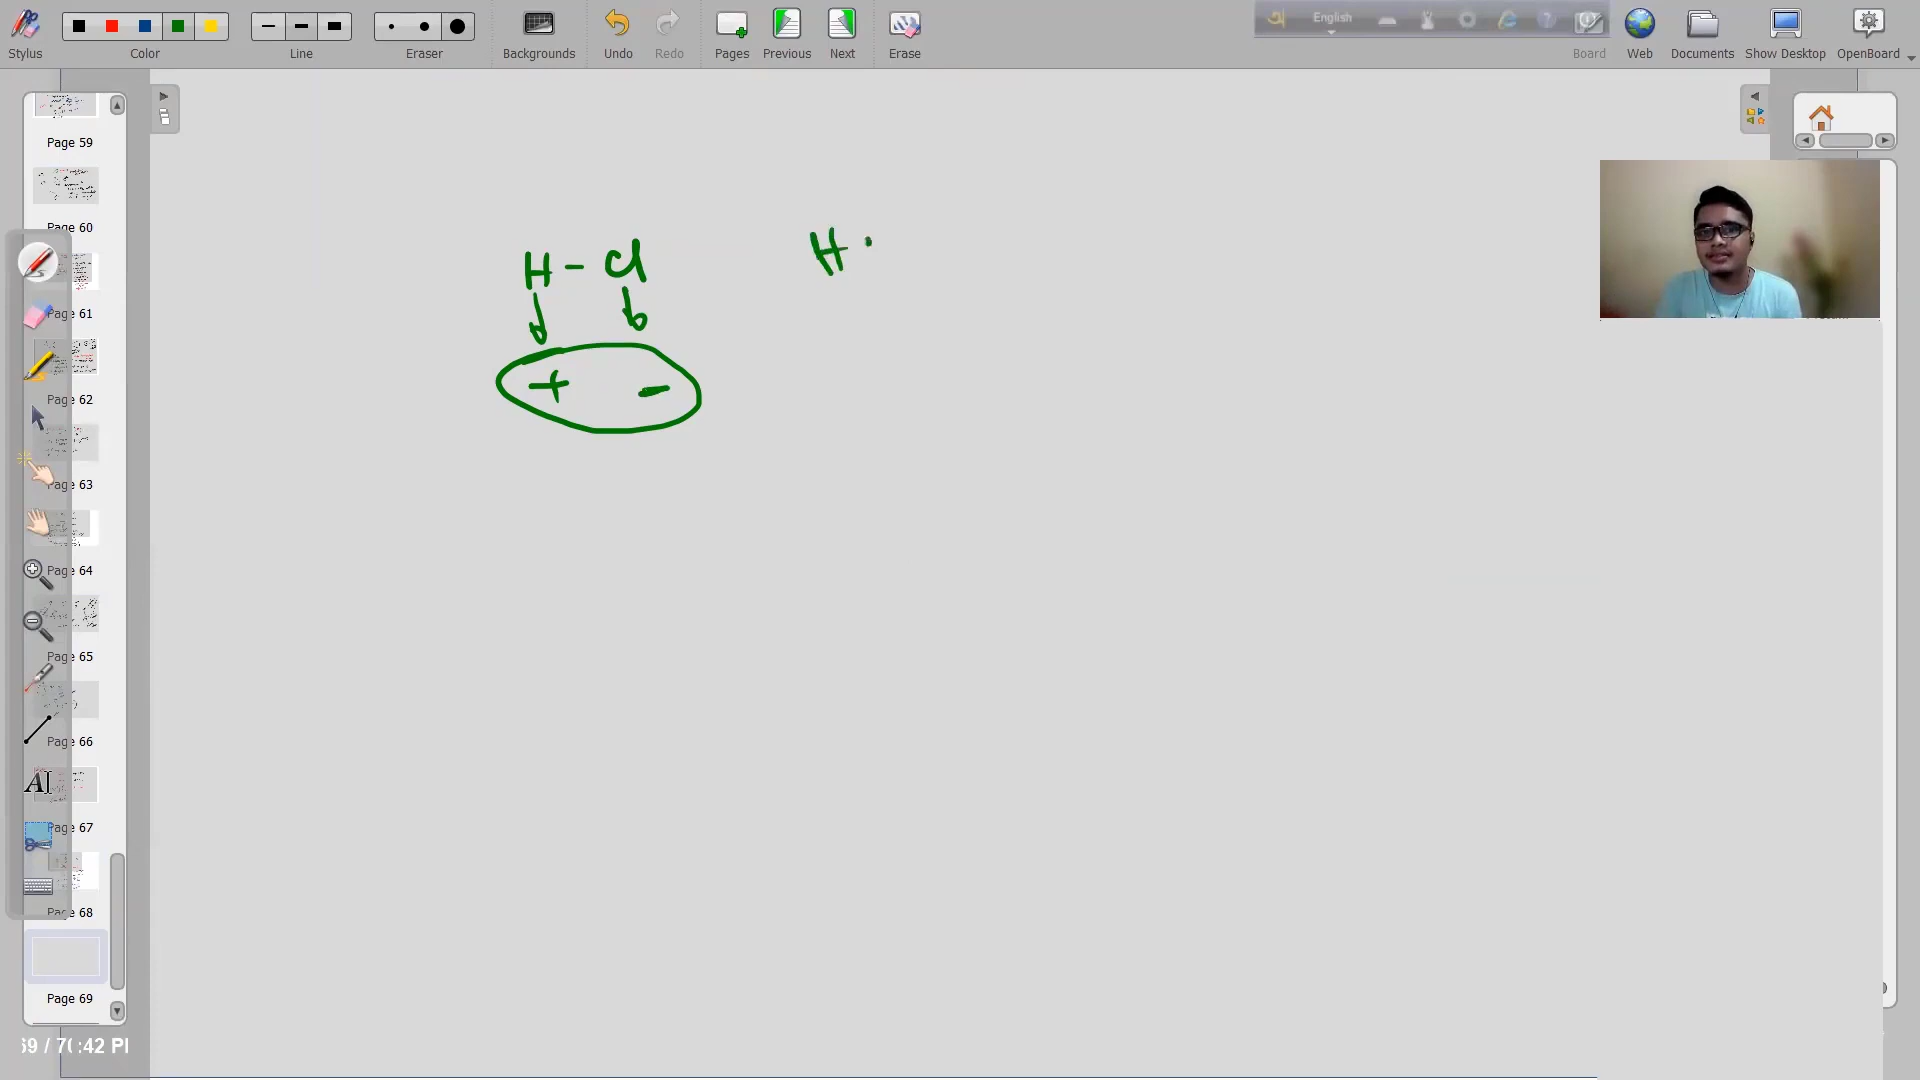 Stylus
Color
Line
Eraser
Backgrounds
Undo
Redo
Pages
Previous
Next
Erase
English
Board
Web
Documents
Show Desktop
OpenBoard
Page 59
Page 60
Page 61
Page 62
Page 63
Page 64
Page 65
Page 66
Page 67
Page 68
Page 69
H - Cl
H ·
+ -